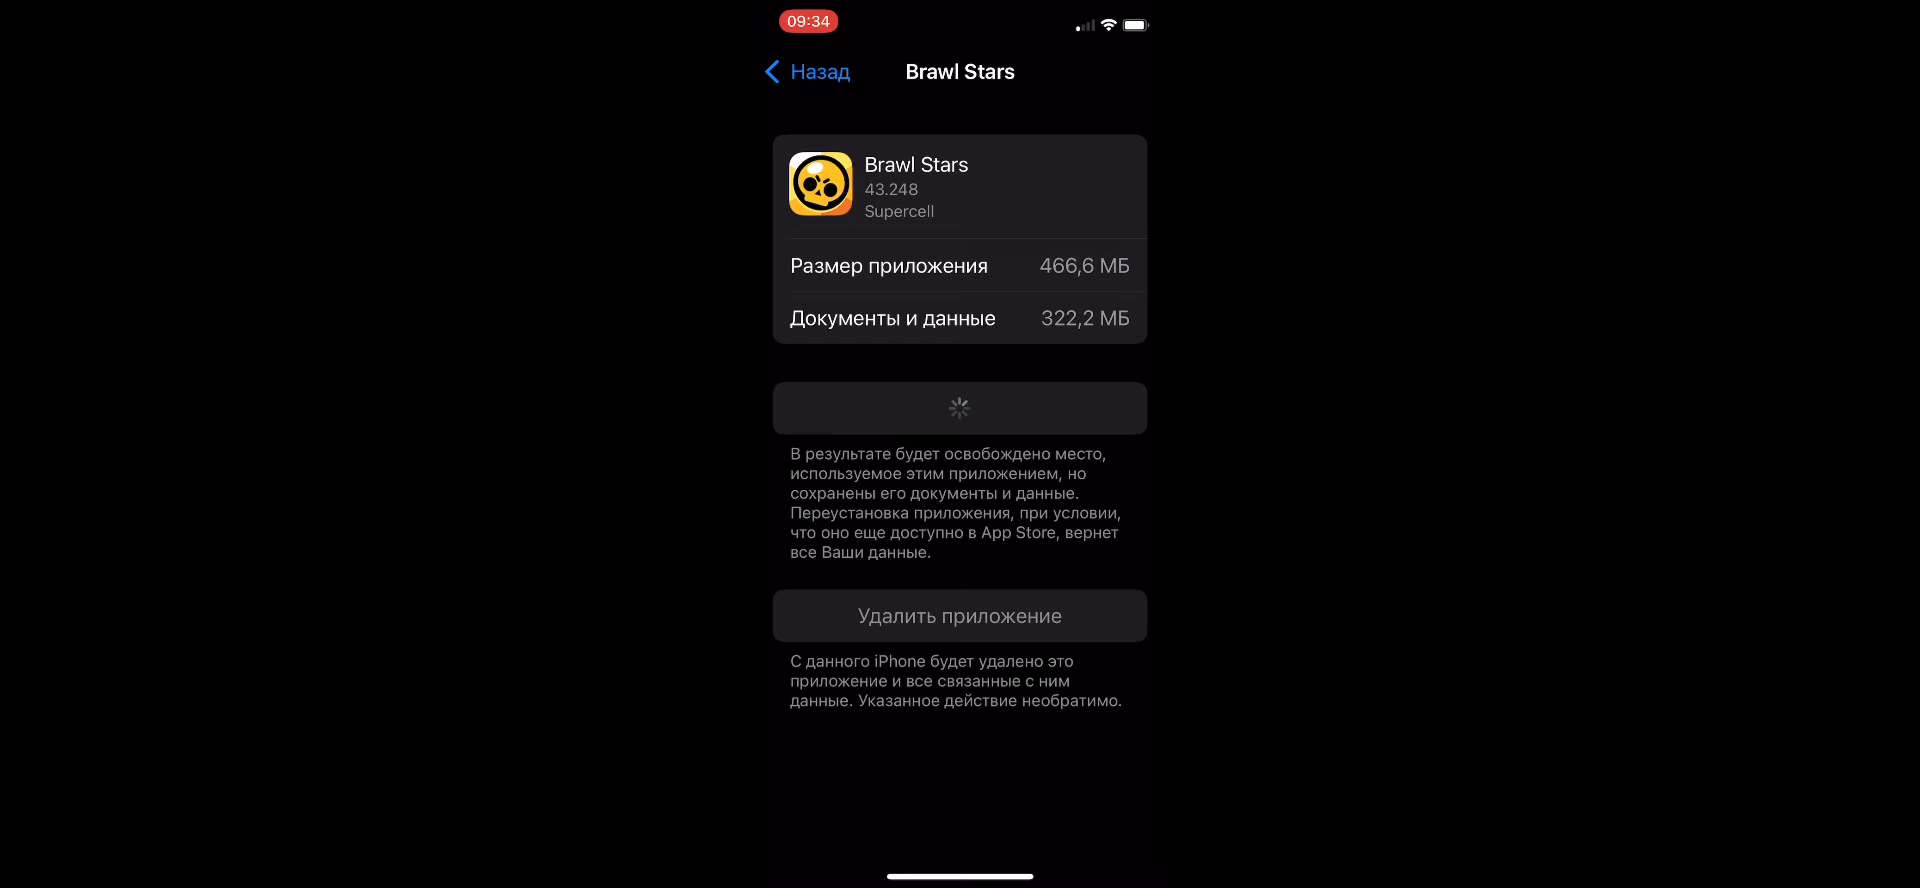 09:34
Назад
Brawl Stars
Brawl Stars
43.248
Supercell
Размер приложения 466,6 МБ
Документы и данные 322,2 МБ
В результате будет освобождено место,
используемое этим приложением, но
сохранены его документы и данные.
Переустановка приложения, при условии,
что оно еще доступно в App Store, вернет
все Ваши данные.
Удалить приложение
С данного iPhone будет удалено это
приложение и все связанные с ним
данные. Указанное действие необратимо.